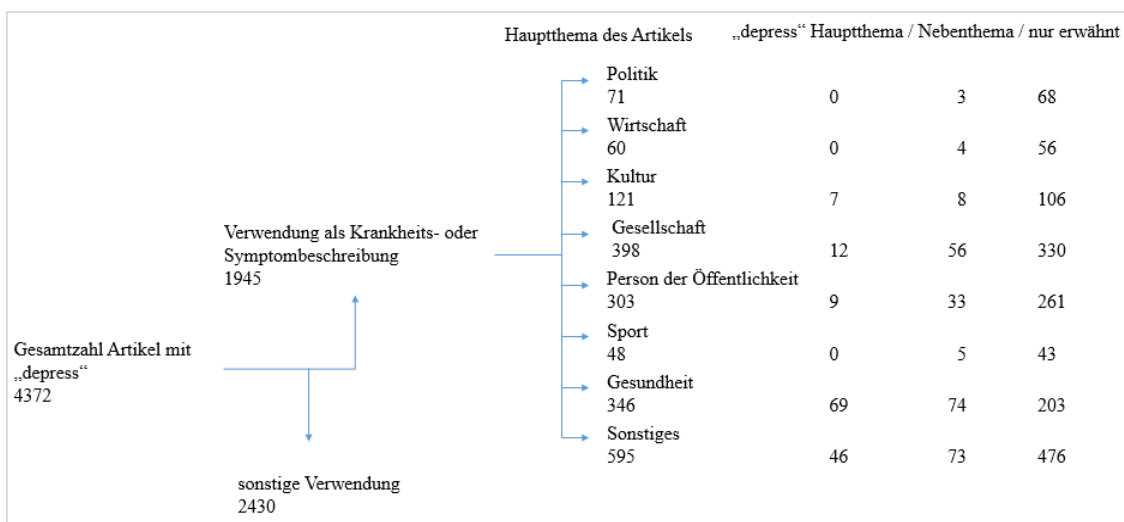 Hauptthema des Artikels „depress“ Hauptthema / Nebenthema / nur erwähnt
Politik
71 0 3 68
Wirtschaft
60 0 4 56
Kultur
121 7 8 106
Gesellschaft
398 12 56 330
Person der Öffentlichkeit
303 9 33 261
Sport
48 0 5 43
Gesundheit
346 69 74 203
Sonstiges
595 46 73 476
Verwendung als Krankheits- oder
Symptombeschreibung
1945
Gesamtzahl Artikel mit
„depress“
4372
sonstige Verwendung
2430